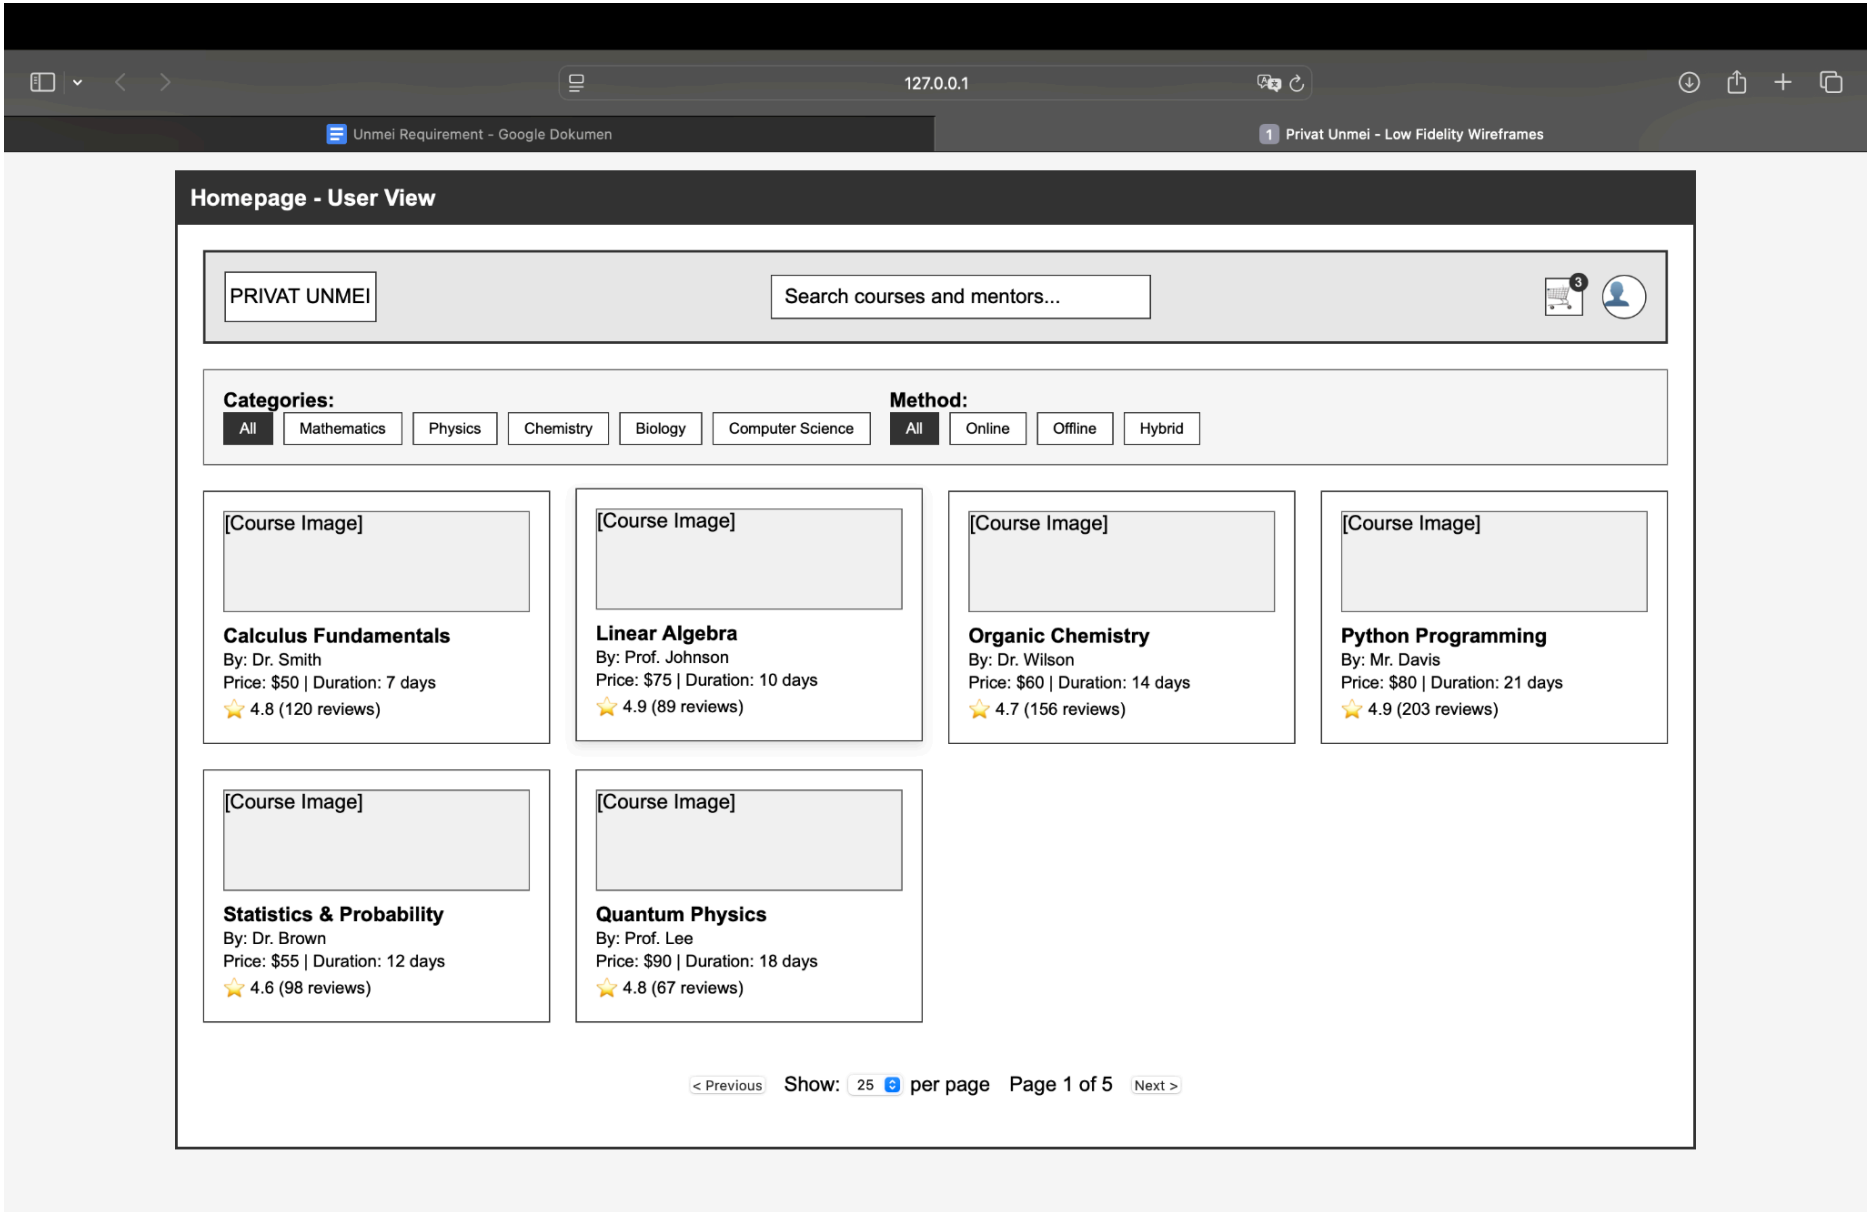 127.0.0.1
Unmei Requirement - Google Dokumen
1 Privat Unmei - Low Fidelity Wireframes
Homepage - User View
PRIVAT UNMEI
Search courses and mentors...
3
Categories:
All Mathematics Physics Chemistry Biology Computer Science
Method:
All Online Offline Hybrid
[Course Image]
Calculus Fundamentals
By: Dr. Smith
Price: $50 | Duration: 7 days
4.8 (120 reviews)
[Course Image]
Linear Algebra
By: Prof. Johnson
Price: $75 | Duration: 10 days
4.9 (89 reviews)
[Course Image]
Organic Chemistry
By: Dr. Wilson
Price: $60 | Duration: 14 days
4.7 (156 reviews)
[Course Image]
Python Programming
By: Mr. Davis
Price: $80 | Duration: 21 days
4.9 (203 reviews)
[Course Image]
Statistics & Probability
By: Dr. Brown
Price: $55 | Duration: 12 days
4.6 (98 reviews)
[Course Image]
Quantum Physics
By: Prof. Lee
Price: $90 | Duration: 18 days
4.8 (67 reviews)
< Previous Show: 25 per page Page 1 of 5 Next >